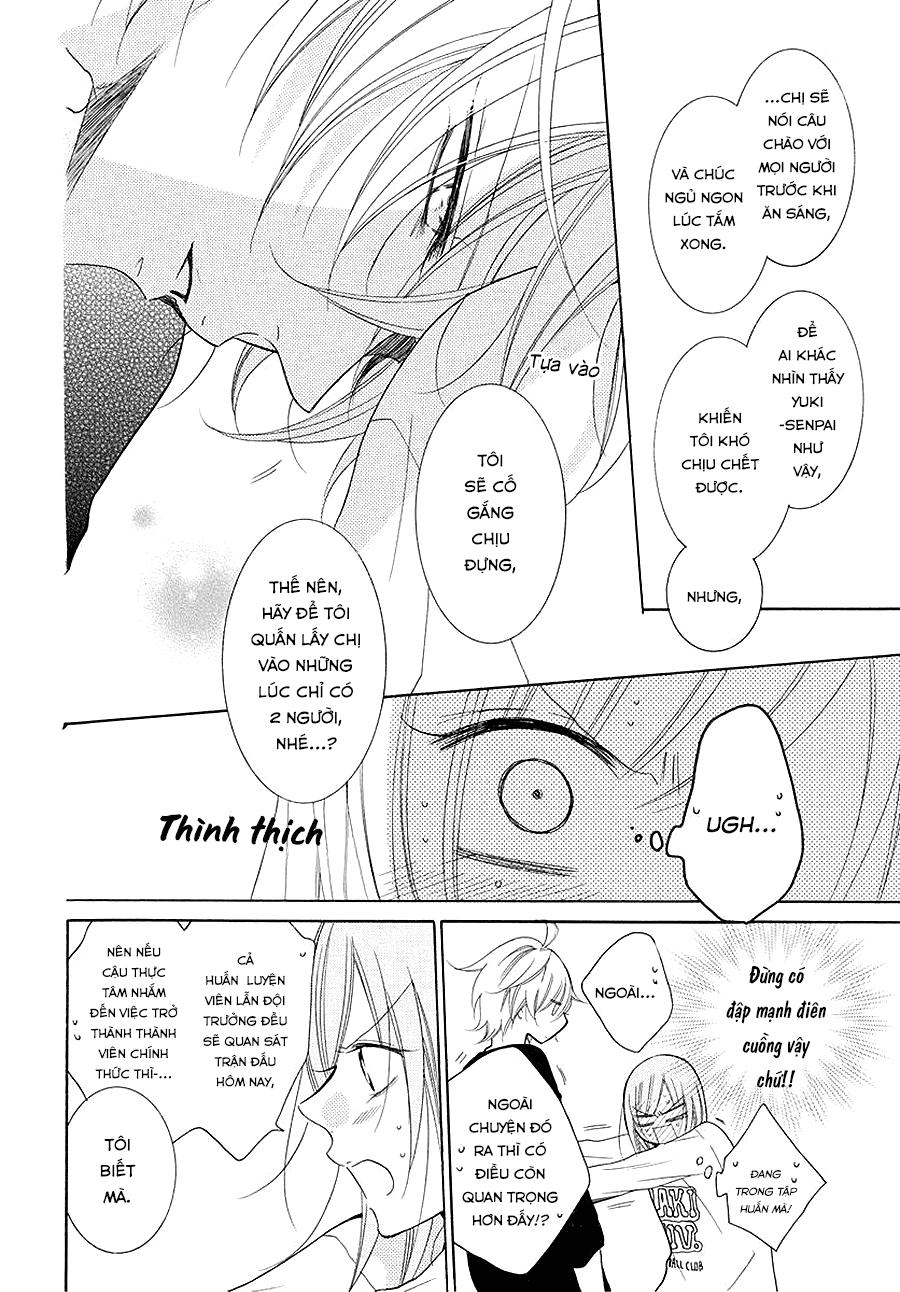 ...CHỊ SẼ
NÓI CÂU
CHÀO VỚI
MỌI NGƯỜI
TRƯỚC KHI
ĂN SÁNG,
VÀ CHÚC
NGỦ NGON
LÚC TẮM
XONG.
ĐỂ
AI KHÁC
NHÌN THẤY
YUKI
-SENPAI
NHƯ
VẬY,
KHIẾN
TÔI KHÓ
CHỊU CHẾT
ĐƯỢC.
NHƯNG,
Tựa vào
TÔI
SẼ CỐ
GẮNG
CHỊU
ĐỰNG,
THẾ NÊN,
HÃY ĐỂ TÔI
QUẤN LẤY CHỊ
VÀO NHỮNG
LÚC CHỈ CÓ
2 NGƯỜI,
NHÉ...?
UGH...
Thình thịch
Đừng có
đập mạnh điên
cuồng vậy
chứ!!
ĐANG
TRONG TẬP
HUẤN MÀ!
NGOÀI...
NGOÀI
CHUYỆN ĐÓ
RA THÌ CÓ
ĐIỀU CÒN
QUAN TRỌNG
HƠN ĐẤY!?
AKI
IV.
ALL CLUB
CẢ
HUẤN LUYỆN
VIÊN LẪN ĐỘI
TRƯỞNG ĐỀU
SẼ QUAN SÁT
TRẬN ĐẤU
HÔM NAY,
NÊN NẾU
CẬU THỰC
TÂM NHẮM
ĐẾN VIỆC TRỞ
THÀNH THÀNH
VIÊN CHÍNH
THỨC THÌ-...
TÔI
BIẾT
MÀ.